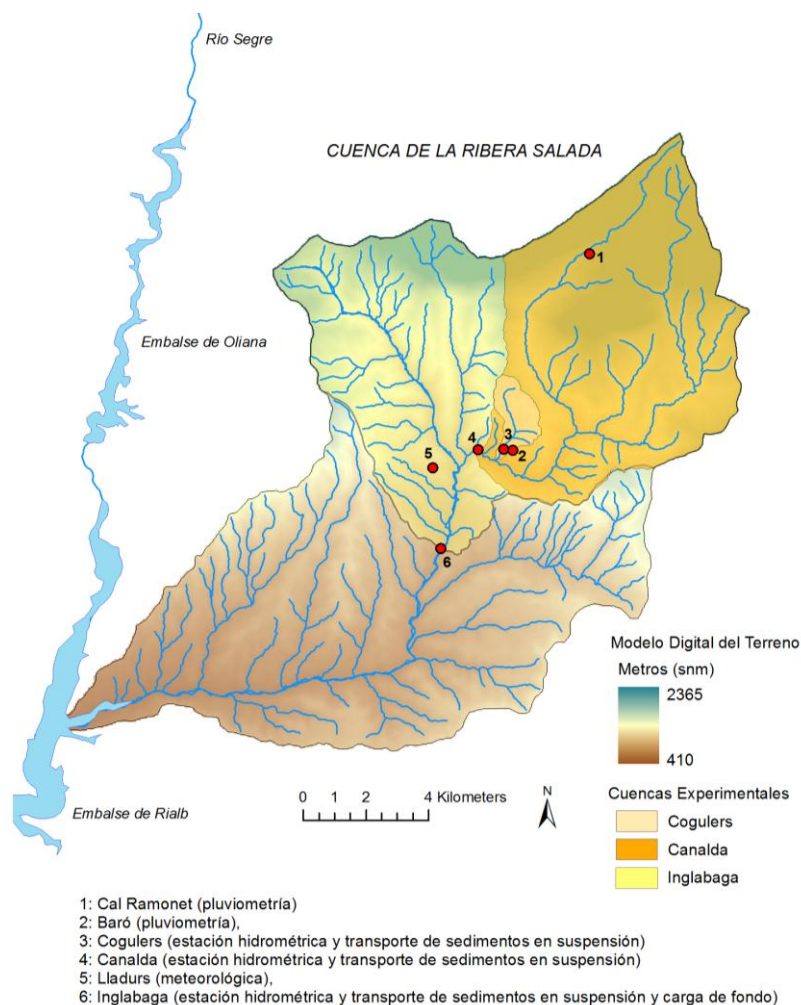 Río Segre
CUENCA DE LA RIBERA SALADA
1
Embalse de Oliana
4
3
2
5
6
Modelo Digital del Terreno
Metros (snm)
2365
410
Embalse de Rialb
0 1 2 4 Kilometers
N
Cuencas Experimentales
Cogulers
Canalda
Inglabaga
1: Cal Ramonet (pluviometría)
2: Baró (pluviometría),
3: Cogulers (estación hidrométrica y transporte de sedimentos en suspensión)
4: Canalda (estación hidrométrica y transporte de sedimentos en suspensión)
5: Lladurs (meteorológica),
6: Inglabaga (estación hidrométrica y transporte de sedimentos en suspensión y carga de fondo)